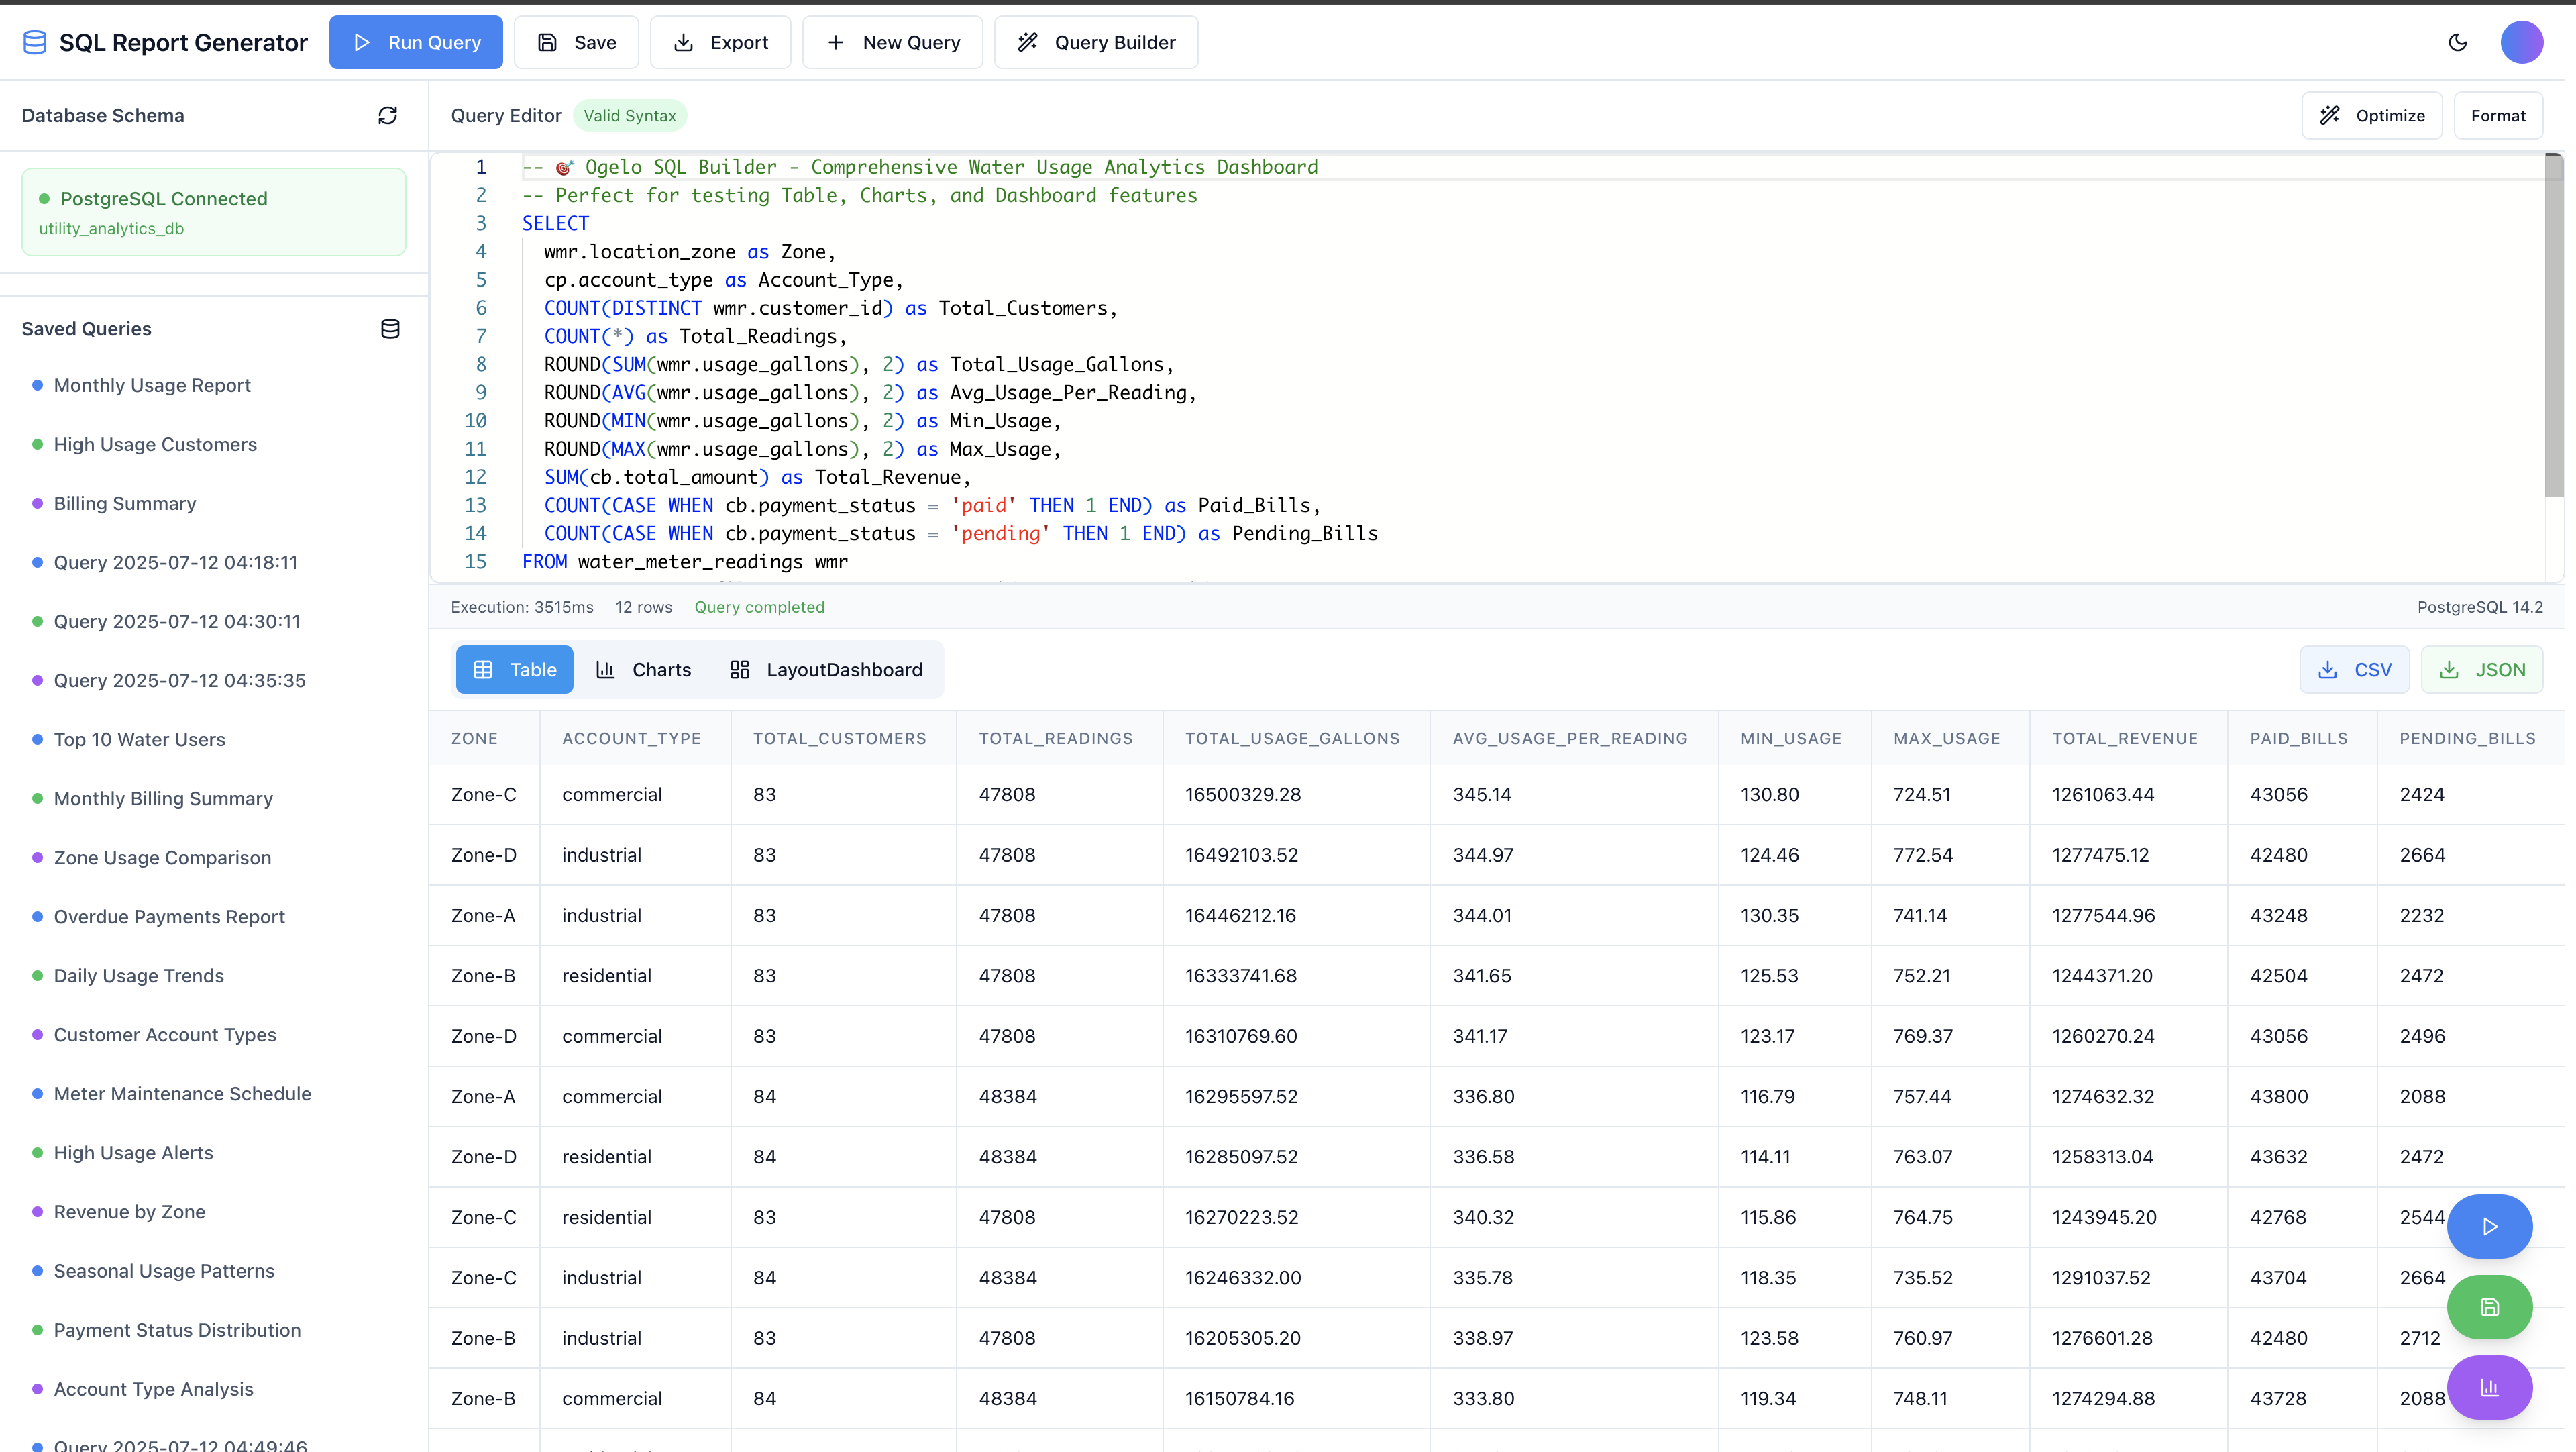 SQL Report Generator
Run Query
Save
Export
New Query
Query Builder
Database Schema
PostgreSQL Connected
utility_analytics_db
Saved Queries
Monthly Usage Report
High Usage Customers
Billing Summary
Query 2025-07-12 04:18:11
Query 2025-07-12 04:30:11
Query 2025-07-12 04:35:35
Top 10 Water Users
Monthly Billing Summary
Zone Usage Comparison
Overdue Payments Report
Daily Usage Trends
Customer Account Types
Meter Maintenance Schedule
High Usage Alerts
Revenue by Zone
Seasonal Usage Patterns
Payment Status Distribution
Account Type Analysis
Query 2025-07-12 04:49:46
Query Editor
Valid Syntax
Optimize
Format
1 -- 🎯 Ogelo SQL Builder - Comprehensive Water Usage Analytics Dashboard
2 -- Perfect for testing Table, Charts, and Dashboard features
3 SELECT
4 wmr.location_zone as Zone,
5 cp.account_type as Account_Type,
6 COUNT(DISTINCT wmr.customer_id) as Total_Customers,
7 COUNT(*) as Total_Readings,
8 ROUND(SUM(wmr.usage_gallons), 2) as Total_Usage_Gallons,
9 ROUND(AVG(wmr.usage_gallons), 2) as Avg_Usage_Per_Reading,
10 ROUND(MIN(wmr.usage_gallons), 2) as Min_Usage,
11 ROUND(MAX(wmr.usage_gallons), 2) as Max_Usage,
12 SUM(cb.total_amount) as Total_Revenue,
13 COUNT(CASE WHEN cb.payment_status = 'paid' THEN 1 END) as Paid_Bills,
14 COUNT(CASE WHEN cb.payment_status = 'pending' THEN 1 END) as Pending_Bills
15 FROM water_meter_readings wmr
Execution: 3515ms 12 rows Query completed PostgreSQL 14.2
Table
Charts
LayoutDashboard
CSV
JSON
ZONE ACCOUNT_TYPE TOTAL_CUSTOMERS TOTAL_READINGS TOTAL_USAGE_GALLONS AVG_USAGE_PER_READING MIN_USAGE MAX_USAGE TOTAL_REVENUE PAID_BILLS PENDING_BILLS
Zone-C commercial 83 47808 16500329.28 345.14 130.80 724.51 1261063.44 43056 2424
Zone-D industrial 83 47808 16492103.52 344.97 124.46 772.54 1277475.12 42480 2664
Zone-A industrial 83 47808 16446212.16 344.01 130.35 741.14 1277544.96 43248 2232
Zone-B residential 83 47808 16333741.68 341.65 125.53 752.21 1244371.20 42504 2472
Zone-D commercial 83 47808 16310769.60 341.17 123.17 769.37 1260270.24 43056 2496
Zone-A commercial 84 48384 16295597.52 336.80 116.79 757.44 1274632.32 43800 2088
Zone-D residential 84 48384 16285097.52 336.58 114.11 763.07 1258313.04 43632 2472
Zone-C residential 83 47808 16270223.52 340.32 115.86 764.75 1243945.20 42768 2544
Zone-C industrial 84 48384 16246332.00 335.78 118.35 735.52 1291037.52 43704 2664
Zone-B industrial 83 47808 16205305.20 338.97 123.58 760.97 1276601.28 42480 2712
Zone-B commercial 84 48384 16150784.16 333.80 119.34 748.11 1274294.88 43728 2088